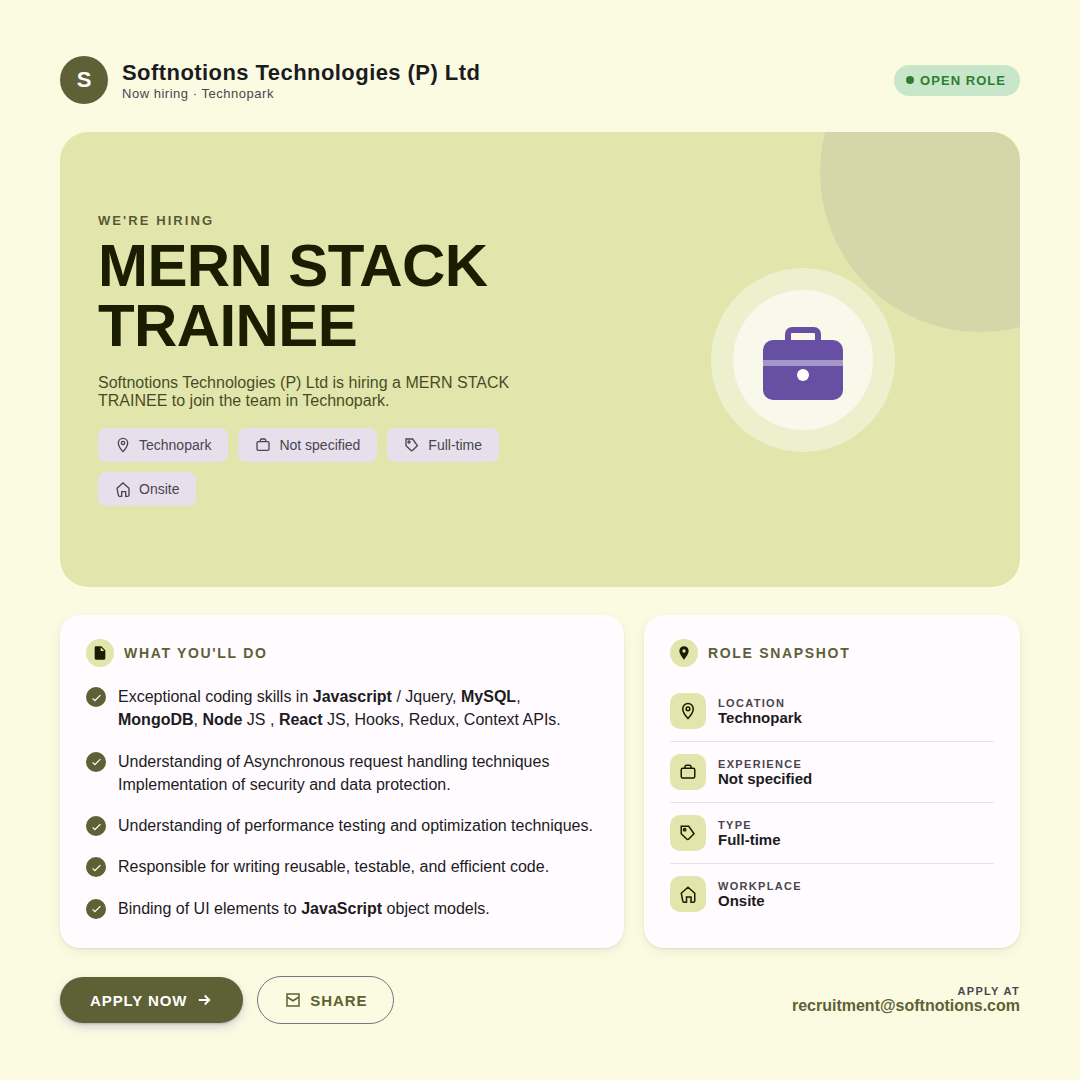 S
Softnotions Technologies (P) Ltd
Now hiring · Technopark
OPEN ROLE
WE'RE HIRING
MERN STACK
TRAINEE
Softnotions Technologies (P) Ltd is hiring a MERN STACK
TRAINEE to join the team in Technopark.
Technopark
Not specified
Full-time
Onsite
WHAT YOU'LL DO
Exceptional coding skills in Javascript / Jquery, MySQL,
MongoDB, Node JS , React JS, Hooks, Redux, Context APIs.
Understanding of Asynchronous request handling techniques
Implementation of security and data protection.
Understanding of performance testing and optimization techniques.
Responsible for writing reusable, testable, and efficient code.
Binding of UI elements to JavaScript object models.
ROLE SNAPSHOT
LOCATION
Technopark
EXPERIENCE
Not specified
TYPE
Full-time
WORKPLACE
Onsite
APPLY NOW
SHARE
APPLY AT
recruitment@softnotions.com